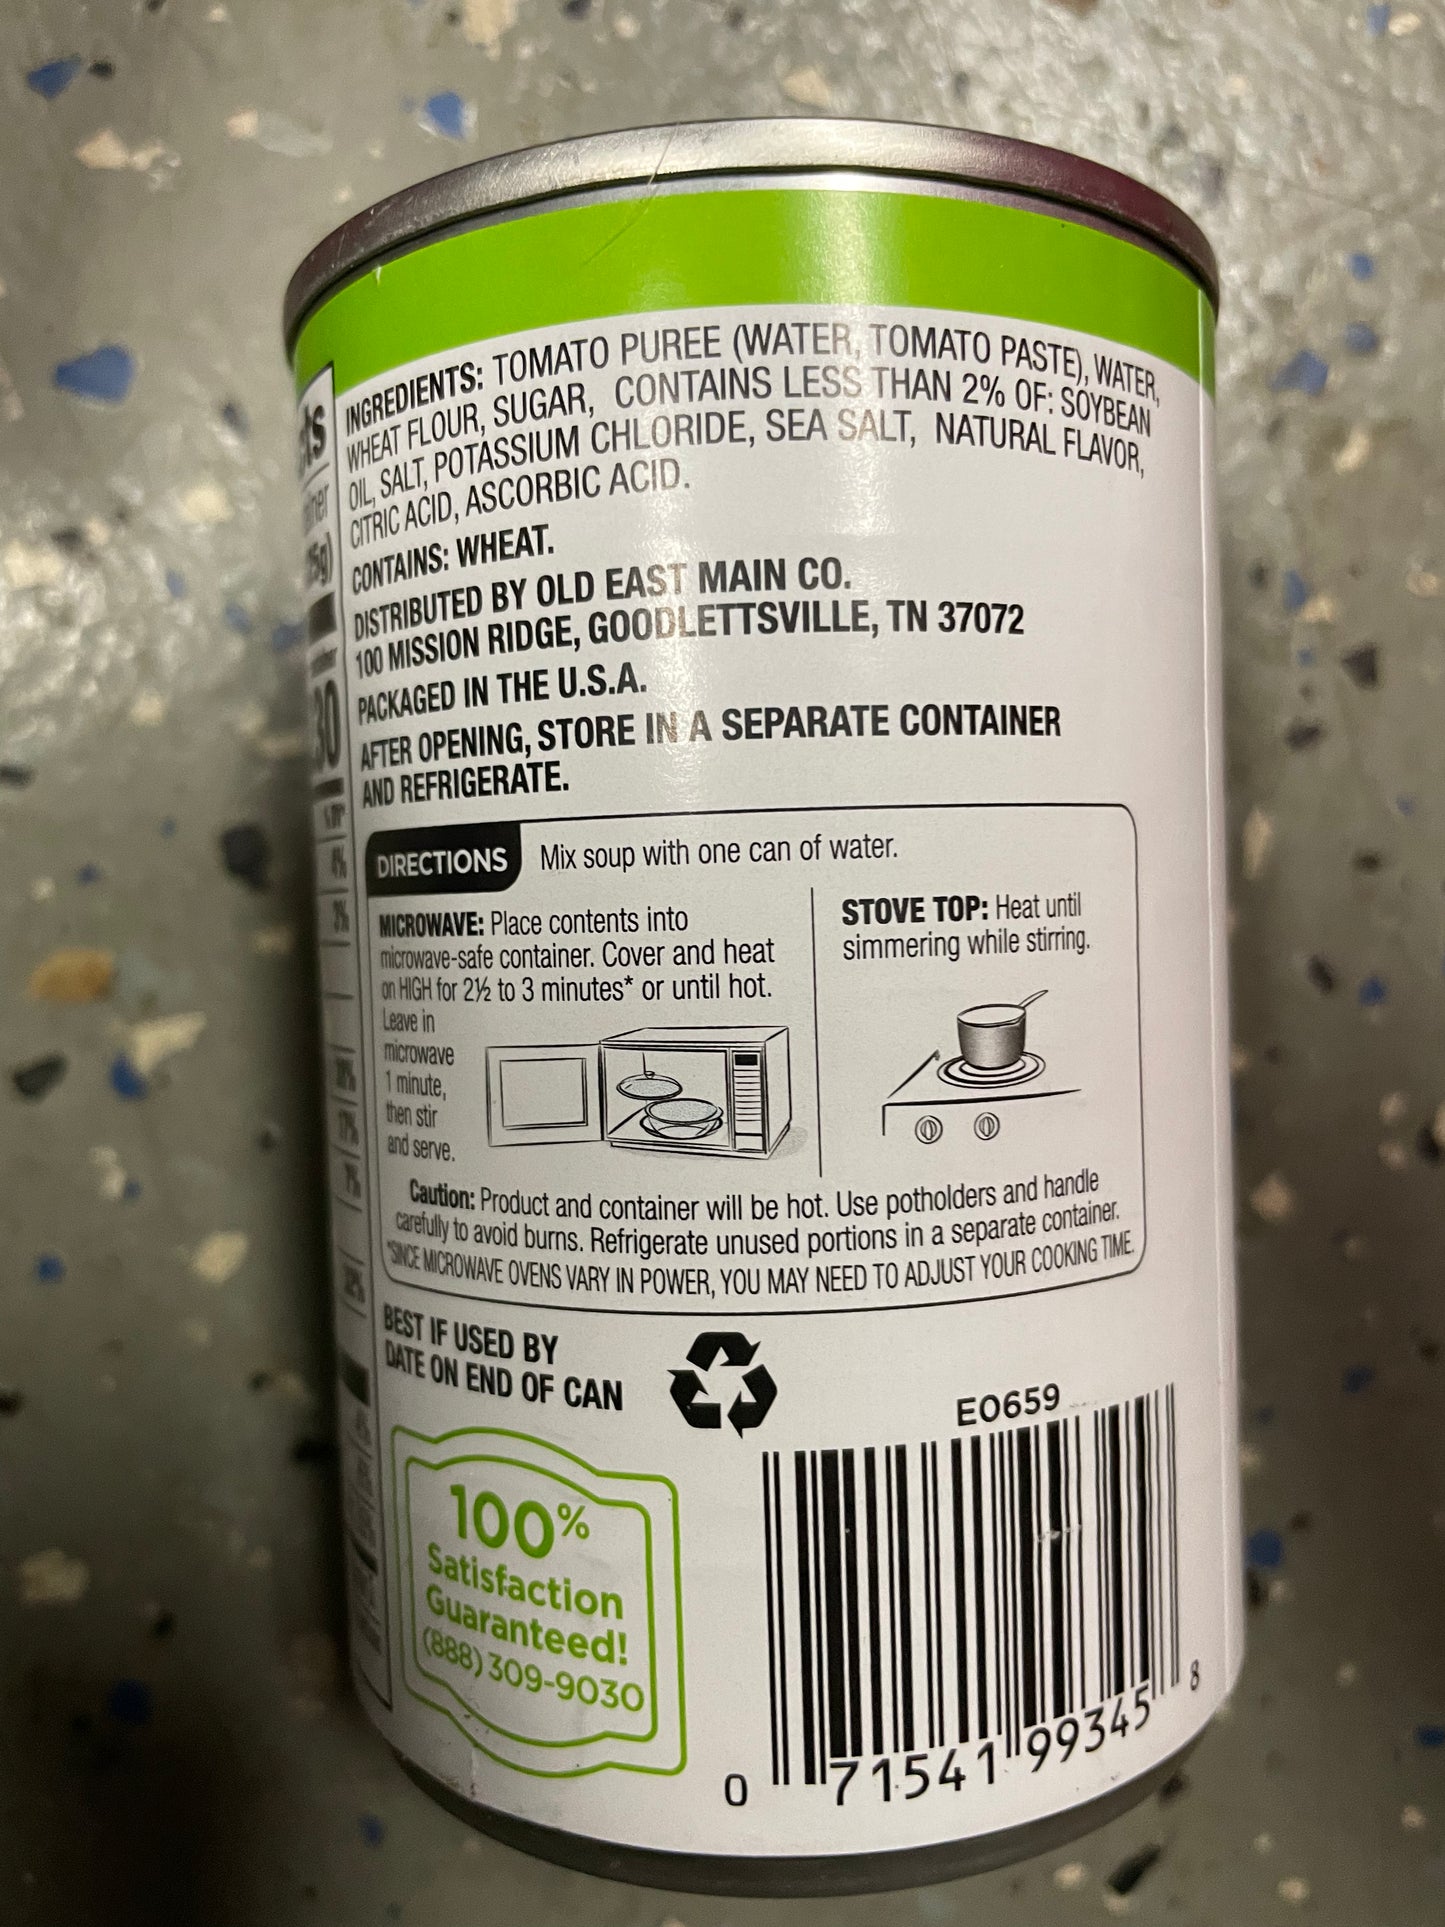 INGREDIENTS: TOMATO PUREE (WATER, TOMATO PASTE), WATER,
WHEAT FLOUR, SUGAR, CONTAINS LESS THAN 2% OF: SOYBEAN
OIL, SALT, POTASSIUM CHLORIDE, SEA SALT, NATURAL FLAVOR,
CITRIC ACID, ASCORBIC ACID.
CONTAINS: WHEAT.
DISTRIBUTED BY OLD EAST MAIN CO.
100 MISSION RIDGE, GOODLETTSVILLE, TN 37072
PACKAGED IN THE U.S.A.
AFTER OPENING, STORE IN A SEPARATE CONTAINER
AND REFRIGERATE.
DIRECTIONS Mix soup with one can of water.
MICROWAVE: Place contents into
microwave-safe container. Cover and heat
on HIGH for 2½ to 3 minutes* or until hot.
Leave in
microwave
1 minute,
then stir
and serve.
STOVE TOP: Heat until
simmering while stirring.
Caution: Product and container will be hot. Use potholders and handle
carefully to avoid burns. Refrigerate unused portions in a separate container.
*SINCE MICROWAVE OVENS VARY IN POWER, YOU MAY NEED TO ADJUST YOUR COOKING TIME.
BEST IF USED BY
DATE ON END OF CAN
100%
Satisfaction
Guaranteed!
(888) 309-9030
E0659
0 71541 99345 8